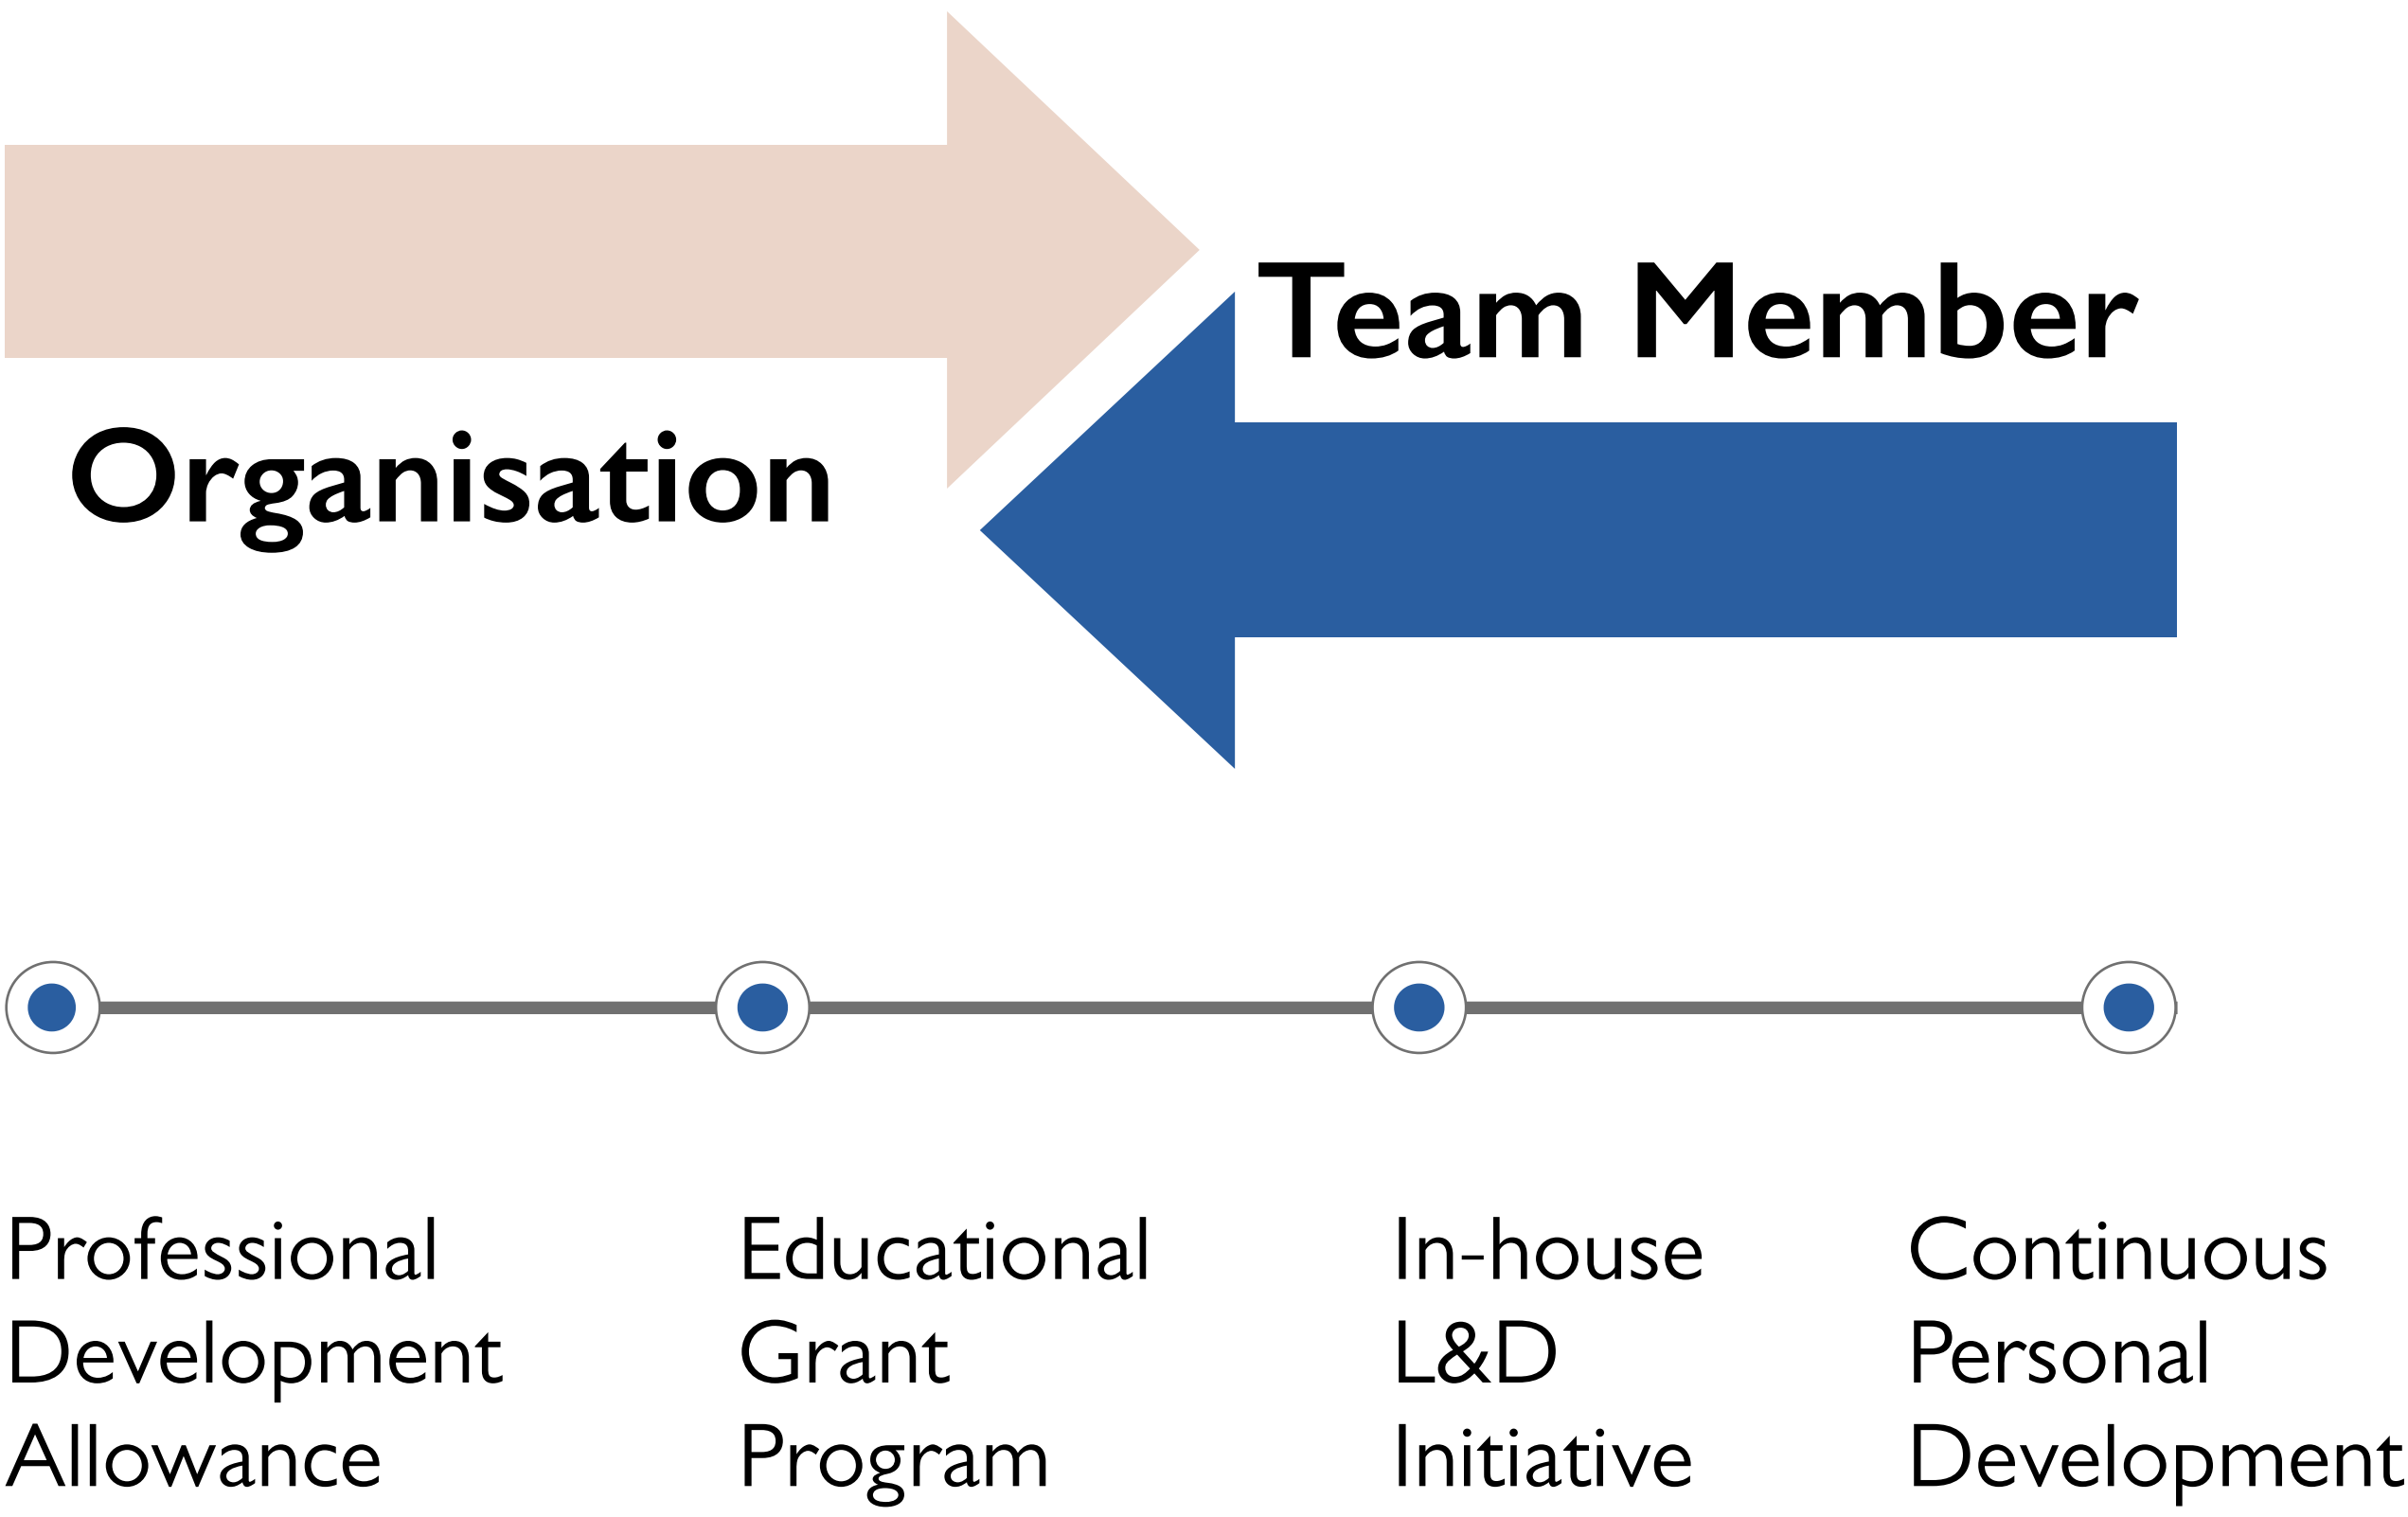 Team Member
Organisation
Professional
Development
Allowance
Educational
Grant
Program
In-house
L&D
Initiative
Continuous
Personal
Development